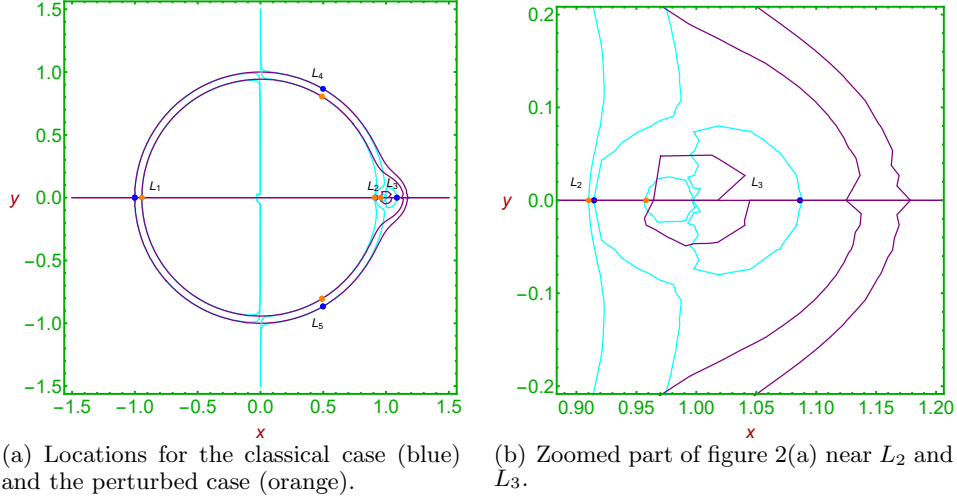 1.5
1.0
0.5
0.0
−0.5
−1.0
−1.5
y
L4
L1
L2
L3
L5
−1.5 −1.0 −0.5 0.0 0.5 1.0 1.5
x
0.2
0.1
0.0
−0.1
−0.2
y
L2
L3
0.90 0.95 1.00 1.05 1.10 1.15 1.20
x
(a) Locations for the classical case (blue)
and the perturbed case (orange).
(b) Zoomed part of figure 2(a) near L2 and
L3.